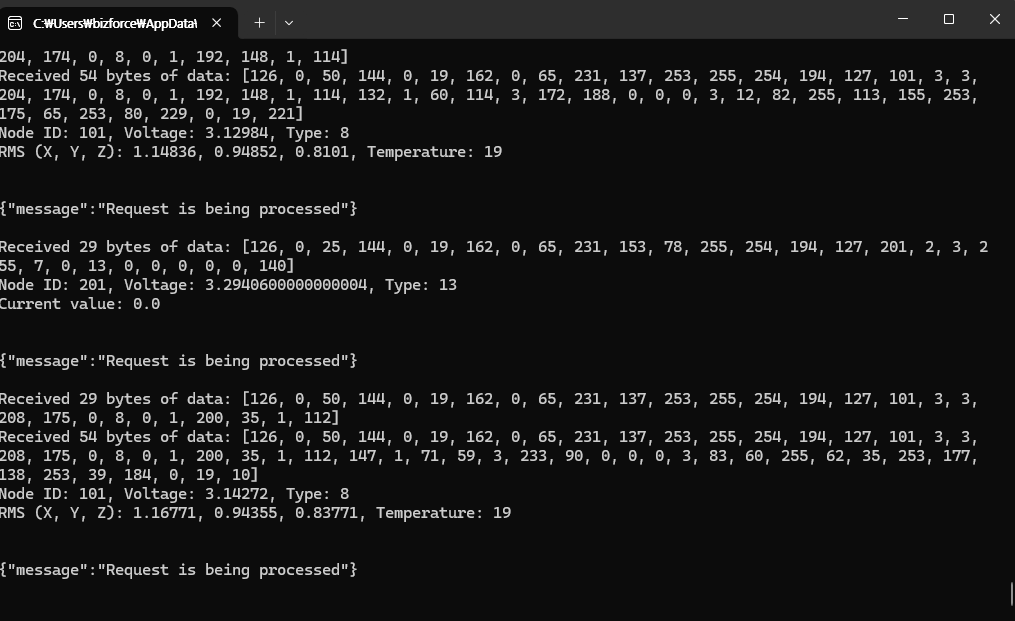 C:₩Users₩bizforce₩AppData₩
204, 174, 0, 8, 0, 1, 192, 148, 1, 114]
Received 54 bytes of data: [126, 0, 50, 144, 0, 19, 162, 0, 65, 231, 137, 253, 255, 254, 194, 127, 101, 3, 3,
204, 174, 0, 8, 0, 1, 192, 148, 1, 114, 132, 1, 60, 114, 3, 172, 188, 0, 0, 0, 3, 12, 82, 255, 113, 155, 253,
175, 65, 253, 80, 229, 0, 19, 221]
Node ID: 101, Voltage: 3.12984, Type: 8
RMS (X, Y, Z): 1.14836, 0.94852, 0.8101, Temperature: 19
{"message":"Request is being processed"}
Received 29 bytes of data: [126, 0, 25, 144, 0, 19, 162, 0, 65, 231, 153, 78, 255, 254, 194, 127, 201, 2, 3, 2
55, 7, 0, 13, 0, 0, 0, 0, 0, 140]
Node ID: 201, Voltage: 3.2940600000000004, Type: 13
Current value: 0.0
{"message":"Request is being processed"}
Received 29 bytes of data: [126, 0, 50, 144, 0, 19, 162, 0, 65, 231, 137, 253, 255, 254, 194, 127, 101, 3, 3,
208, 175, 0, 8, 0, 1, 200, 35, 1, 112]
Received 54 bytes of data: [126, 0, 50, 144, 0, 19, 162, 0, 65, 231, 137, 253, 255, 254, 194, 127, 101, 3, 3,
208, 175, 0, 8, 0, 1, 200, 35, 1, 112, 147, 1, 71, 59, 3, 233, 90, 0, 0, 0, 3, 83, 60, 255, 62, 35, 253, 177,
138, 253, 39, 184, 0, 19, 10]
Node ID: 101, Voltage: 3.14272, Type: 8
RMS (X, Y, Z): 1.16771, 0.94355, 0.83771, Temperature: 19
{"message":"Request is being processed"}